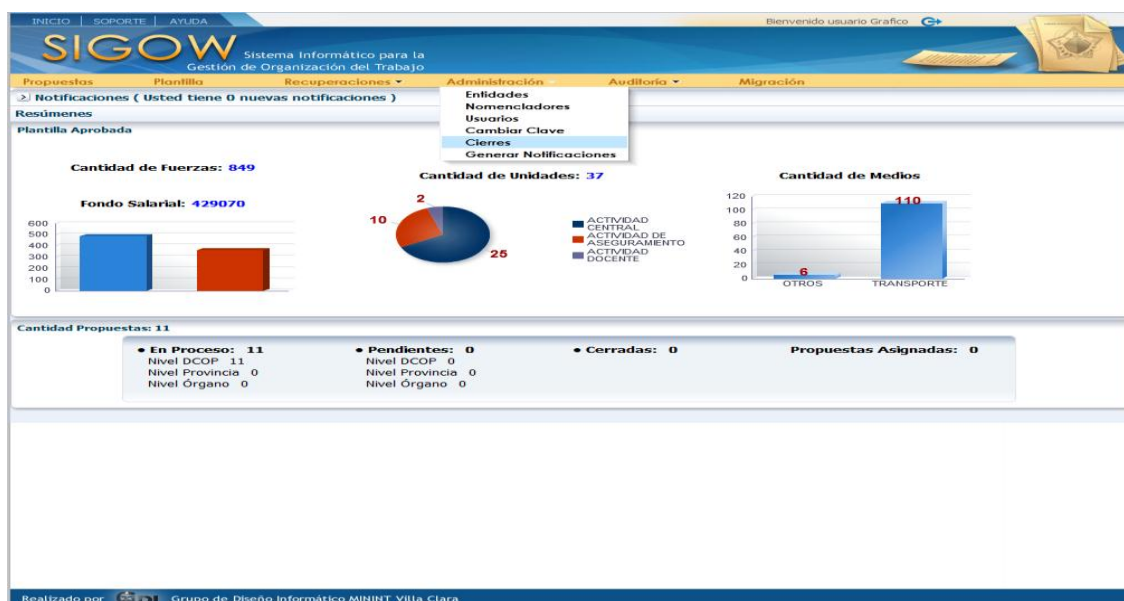 INICIO | SOPORTE | AYUDA
Bienvenido usuario Grafico
SIGOW Sistema Informático para la
Gestión de Organización del Trabajo
Propuestas Plantilla Recuperaciones Administración Auditoría Migración
Notificaciones ( Usted tiene 0 nuevas notificaciones )
Entidades
Nomencladores
Usuarios
Cambiar Clave
Cierres
Generar Notificaciones
Resúmenes
Plantilla Aprobada
Cantidad de Fuerzas: 849
Fondo Salarial: 429070
600
500
400
300
200
100
0
Cantidad de Unidades: 37
2
10
25
ACTIVIDAD
CENTRAL
ACTIVIDAD DE
ASEGURAMIENTO
ACTIVIDAD
DOCENTE
Cantidad de Medios
120
100
80
60
40
20
0
110
6
OTROS TRANSPORTE
Cantidad Propuestas: 11
• En Proceso: 11
Nivel DCOP 11
Nivel Provincia 0
Nivel Órgano 0
• Pendientes: 0
Nivel DCOP 0
Nivel Provincia 0
Nivel Órgano 0
• Cerradas: 0
Propuestas Asignadas: 0
Realizado por Grupo de Diseño Informático MININT Villa Clara